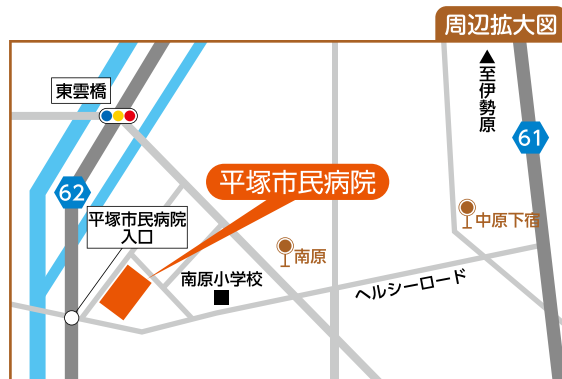 周辺拡大図
▲至伊勢原
東雲橋
61
平塚市民病院
62
中原下宿
平塚市民病院
入口
南原
南原小学校
ヘルシーロード